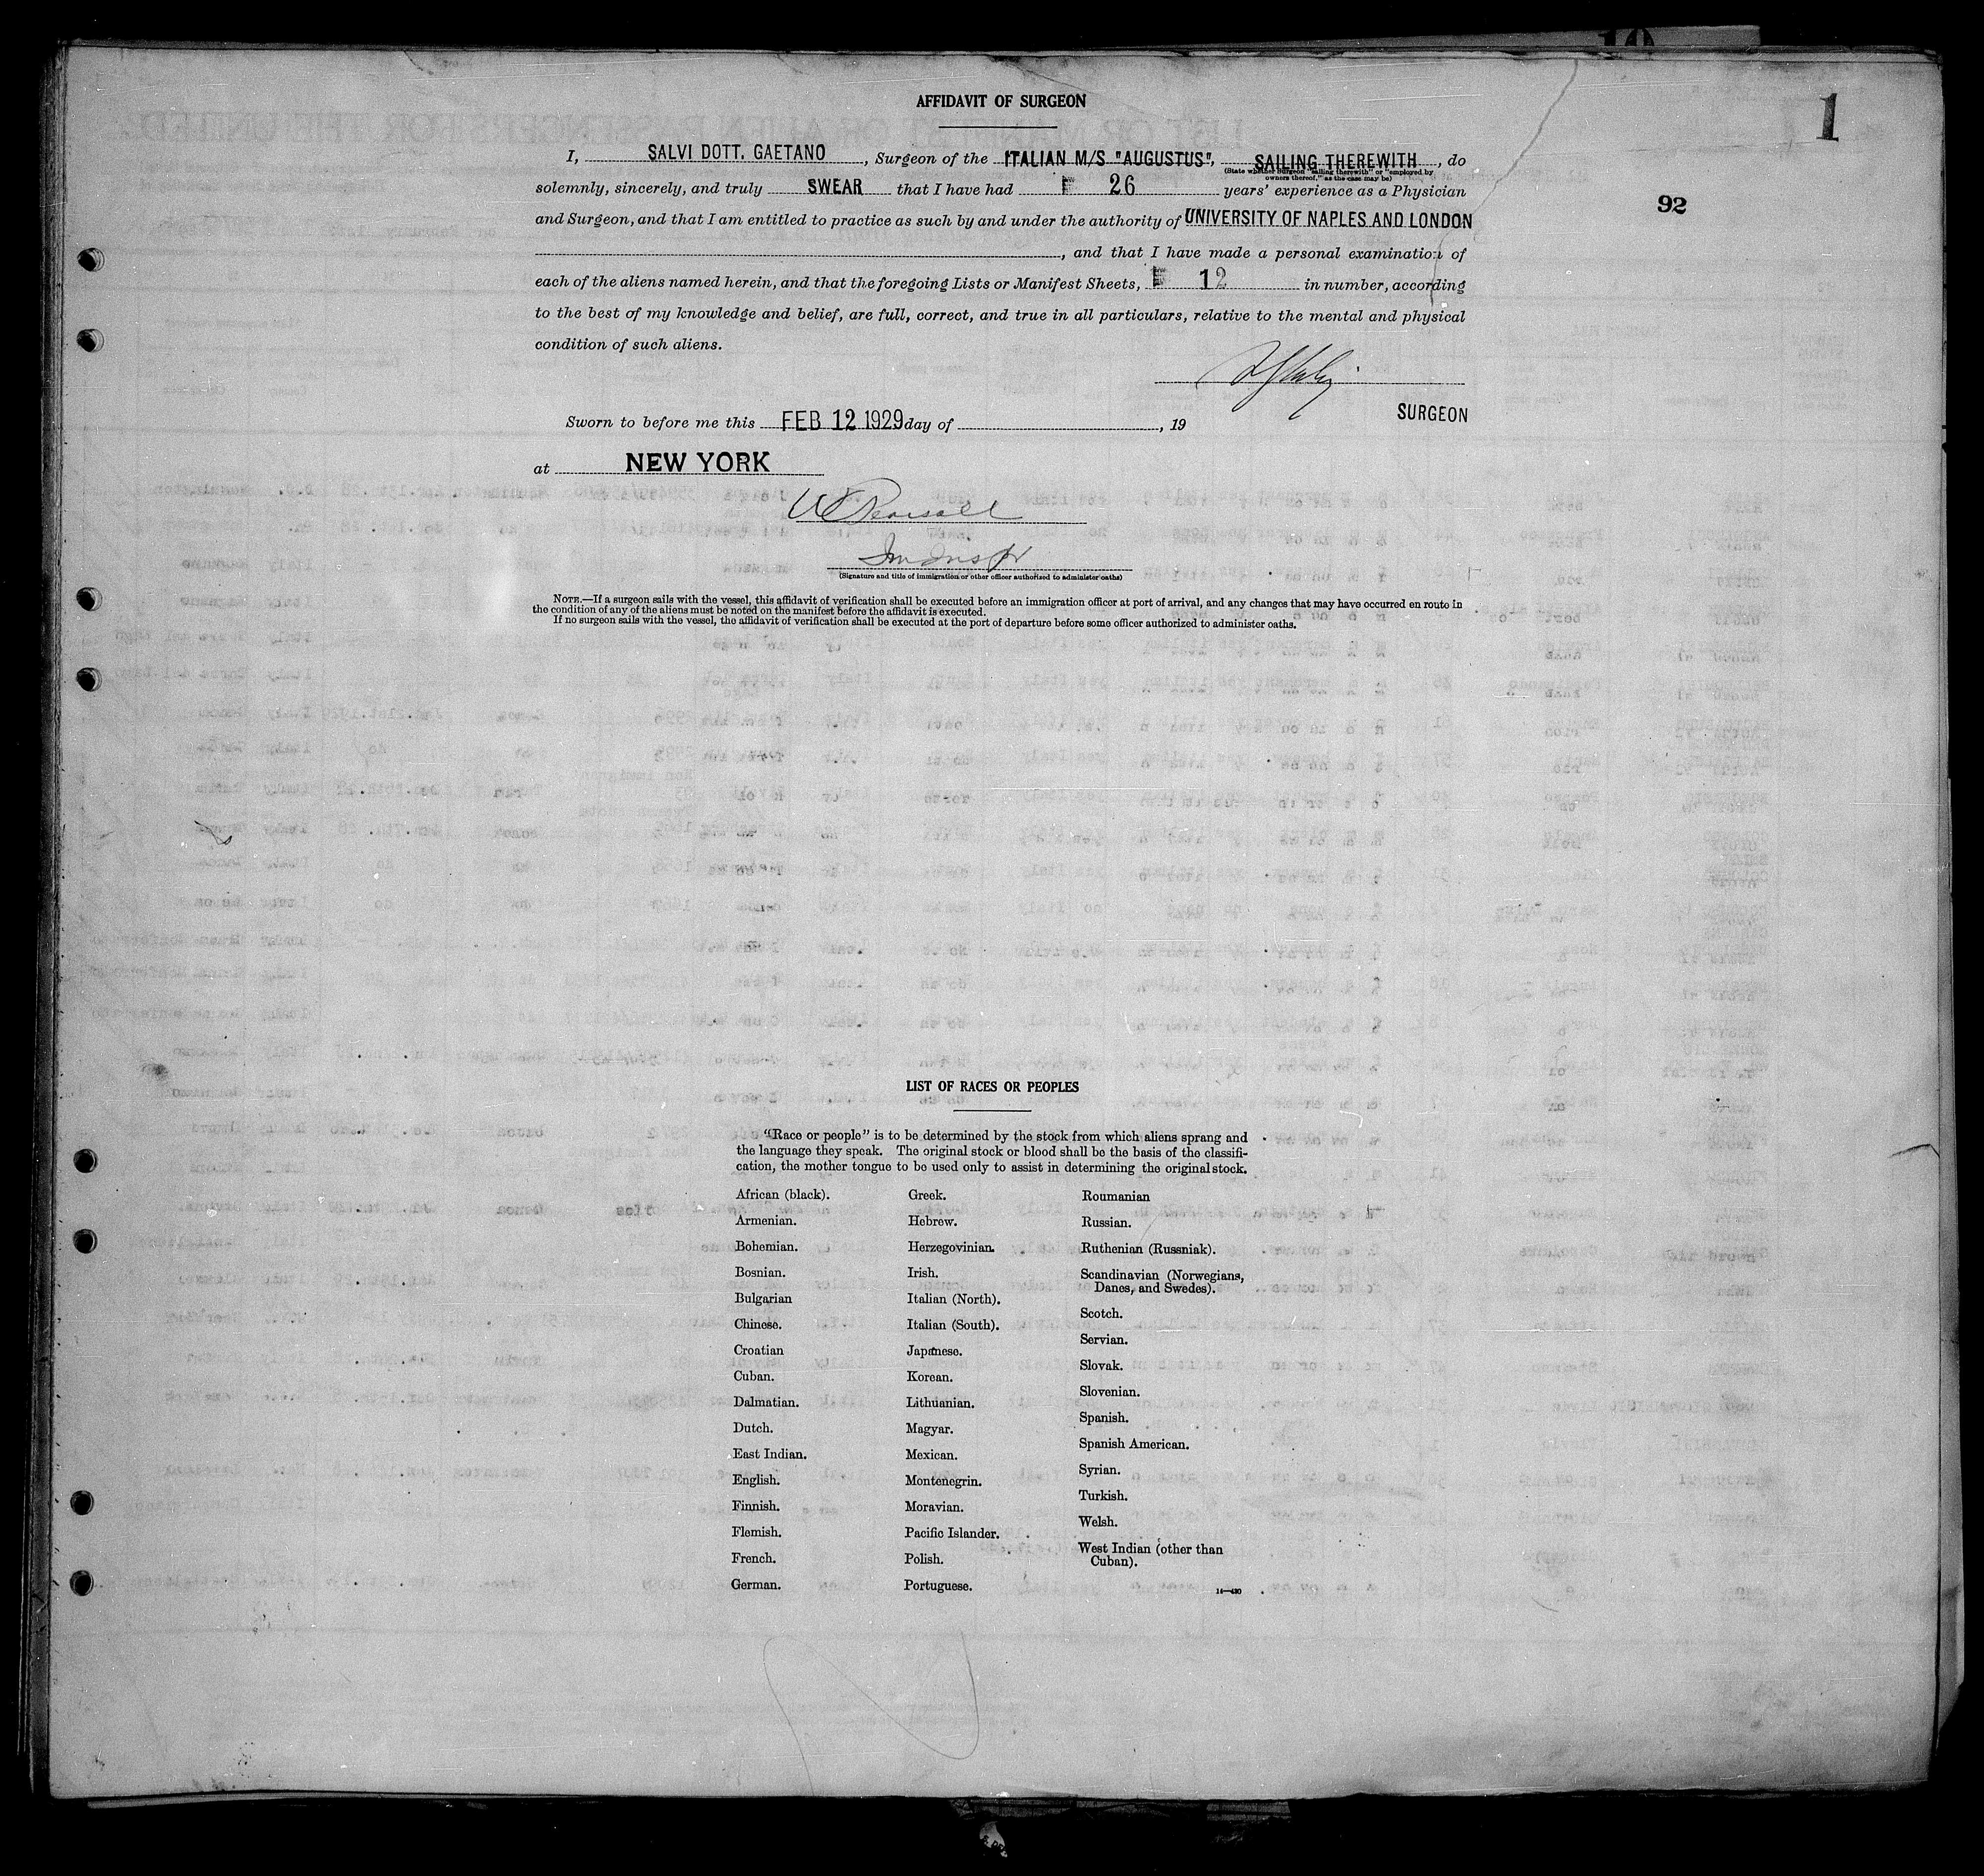 10
AFFIDAVIT OF SURGEON
1
I, SALVI DOTT. GAETANO, Surgeon of the ITALIAN M/S "AUGUSTUS", SAILING THEREWITH, do
(State whether Surgeon "sailing therewith" or "employed by
owners thereof," as the case may be)
solemnly, sincerely, and truly SWEAR that I have had 26 years' experience as a Physician
92
and Surgeon, and that I am entitled to practice as such by and under the authority of UNIVERSITY OF NAPLES AND LONDON
, and that I have made a personal examination of
each of the aliens named herein, and that the foregoing Lists or Manifest Sheets, 12 in number, according
to the best of my knowledge and belief, are full, correct, and true in all particulars, relative to the mental and physical
condition of such aliens.
SURGEON
Sworn to before me this FEB 12 1929 day of , 19
at NEW YORK
Pearsall
(Signature and title of immigration or other officer authorized to administer oaths)
NOTE.—If a surgeon sails with the vessel, this affidavit of verification shall be executed before an immigration officer at port of arrival, and any changes that may have occurred en route in
the condition of any of the aliens must be noted on the manifest before the affidavit is executed.
If no surgeon sails with the vessel, the affidavit of verification shall be executed at the port of departure before some officer authorized to administer oaths.
LIST OF RACES OR PEOPLES
"Race or people" is to be determined by the stock from which aliens sprang and
the language they speak. The original stock or blood shall be the basis of the classifi-
cation, the mother tongue to be used only to assist in determining the original stock.
African (black).
Armenian.
Bohemian.
Bosnian.
Bulgarian
Chinese.
Croatian
Cuban.
Dalmatian.
Dutch.
East Indian.
English.
Finnish.
Flemish.
French.
German.
Greek.
Hebrew.
Herzegovinian.
Irish.
Italian (North).
Italian (South).
Japanese.
Korean.
Lithuanian.
Magyar.
Mexican.
Montenegrin.
Moravian.
Pacific Islander.
Polish.
Portuguese.
Roumanian
Russian.
Ruthenian (Russniak).
Scandinavian (Norwegians,
Danes, and Swedes).
Scotch.
Servian.
Slovak.
Slovenian.
Spanish.
Spanish American.
Syrian.
Turkish.
Welsh.
West Indian (other than
Cuban).
14—430